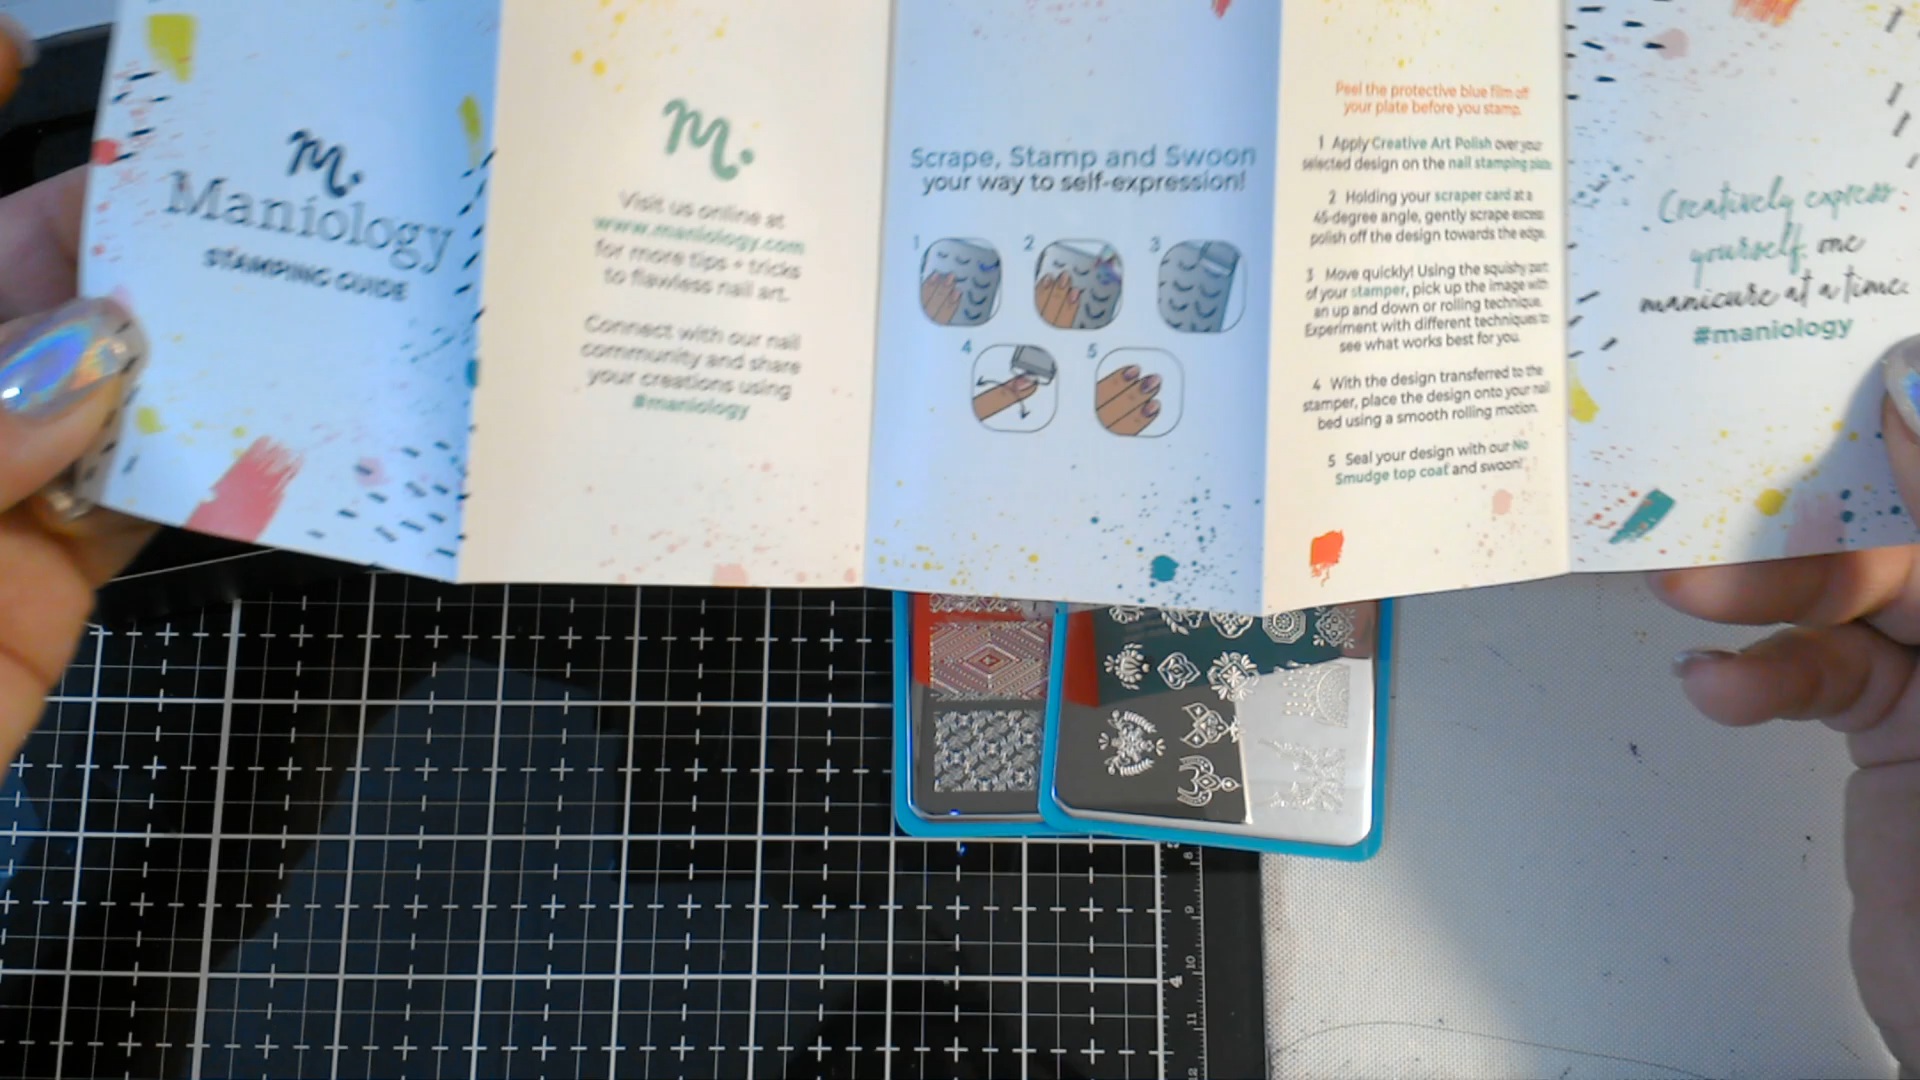 m.
Maniology
STAMPING GUIDE
m.
Visit us online at
www.maniology.com
for more tips + tricks
to flawless nail art.
Connect with our nail
community and share
your creations using
#maniology
Scrape, Stamp and Swoon
your way to self-expression!
1 2 3
4 5
Peel the protective blue film off
your plate before you stamp.
1 Apply Creative Art Polish over your
selected design on the nail stamping plate.
2 Holding your scraper card at a
45-degree angle, gently scrape excess
polish off the design towards the edge.
3 Move quickly! Using the squishy part
of your stamper, pick up the image with
an up and down or rolling technique.
Experiment with different techniques to
see what works best for you.
4 With the design transferred to the
stamper, place the design onto your nail
bed using a smooth rolling motion.
5 Seal your design with our No
Smudge top coat and swoon!
Creatively express
yourself, one
manicure at a time.
#maniology
8
9
10
4
11
12